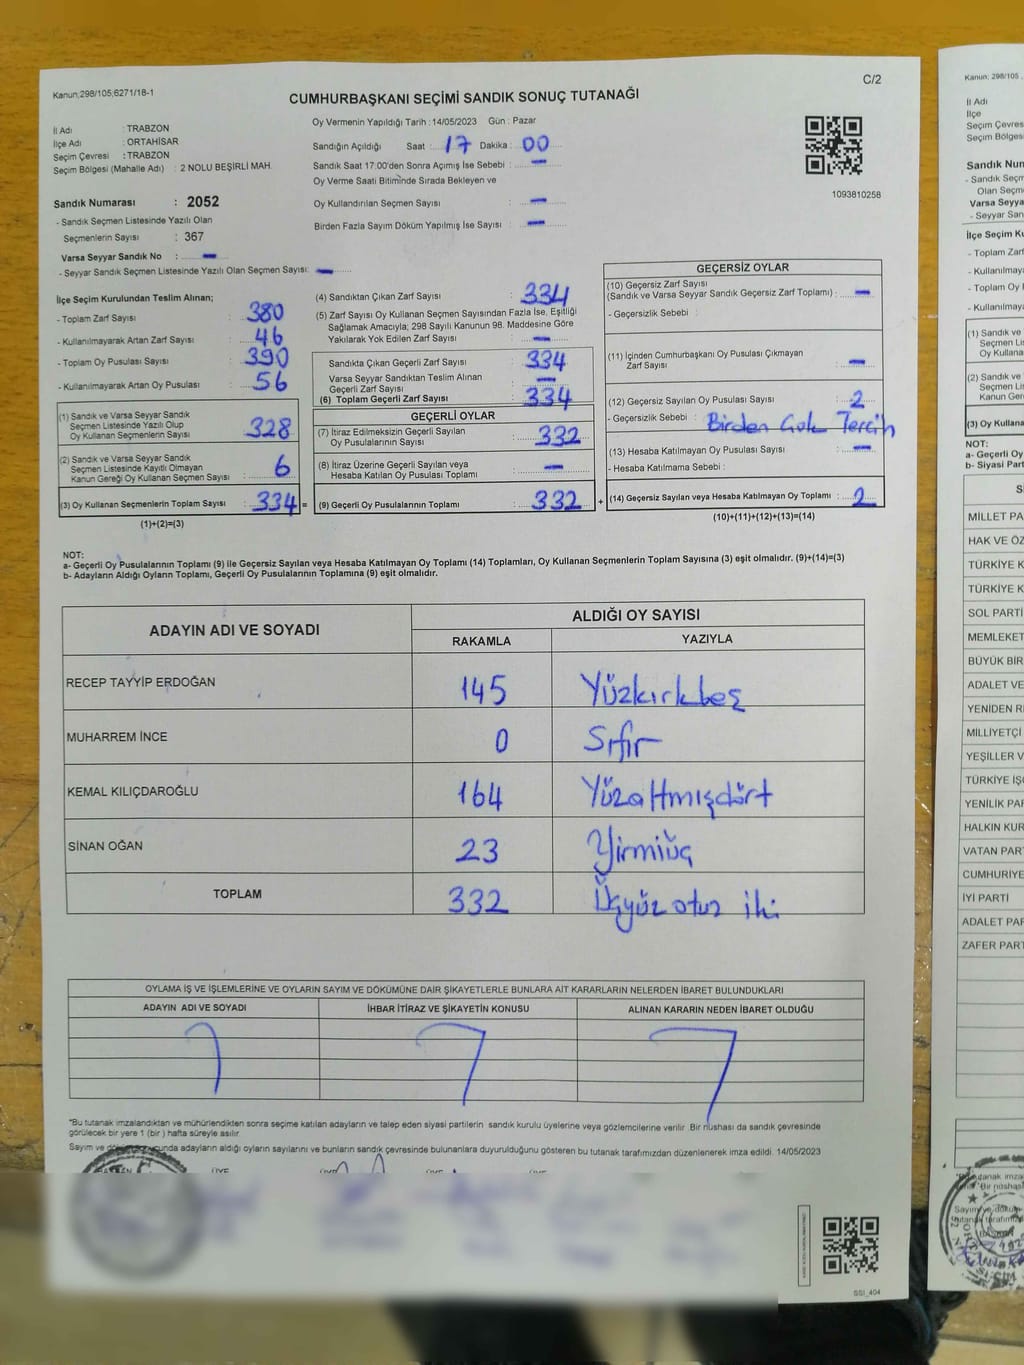 C/2
Kanun;298/105;6271/18-1
CUMHURBAŞKANI SEÇİMİ SANDIK SONUÇ TUTANAĞI
İl Adı : TRABZON
İlçe Adı : ORTAHİSAR
Seçim Çevresi : TRABZON
Seçim Bölgesi (Mahalle Adı) : 2 NOLU BEŞİRLİ MAH.
Sandık Numarası : 2052
- Sandık Seçmen Listesinde Yazılı Olan
Seçmenlerin Sayısı : 367
Varsa Seyyar Sandık No : -
- Seyyar Sandık Seçmen Listesinde Yazılı Olan Seçmen Sayısı: -
Oy Vermenin Yapıldığı Tarih :14/05/2023 Gün : Pazar
Sandığın Açıldığı Saat : 17 Dakika : 00
Sandık Saat 17:00'den Sonra Açımış İse Sebebi : -
Oy Verme Saati Bitiminde Sırada Bekleyen ve
Oy Kullandırılan Seçmen Sayısı : -
Birden Fazla Sayım Döküm Yapılmış İse Sayısı : -
1093810258
İlçe Seçim Kurulundan Teslim Alınan;
- Toplam Zarf Sayısı : 380
- Kullanılmayarak Artan Zarf Sayısı : 46
- Toplam Oy Pusulası Sayısı : 390
- Kullanılmayarak Artan Oy Pusulası : 56
(1) Sandık ve Varsa Seyyar Sandık
Seçmen Listesinde Yazılı Olup
Oy Kullanan Seçmenlerin Sayısı : 328
(2) Sandık ve Varsa Seyyar Sandık
Seçmen Listesinde Kayıtlı Olmayan
Kanun Gereği Oy Kullanan Seçmen Sayısı : 6
(3) Oy Kullanan Seçmenlerin Toplam Sayısı : 334 =
(1)+(2)=(3)
(4) Sandıktan Çıkan Zarf Sayısı : 334
(5) Zarf Sayısı Oy Kullanan Seçmen Sayısından Fazla İse, Eşitliği
Sağlamak Amacıyla; 298 Sayılı Kanunun 98. Maddesine Göre
Yakılarak Yok Edilen Zarf Sayısı : -
Sandıkta Çıkan Geçerli Zarf Sayısı : 334
Varsa Seyyar Sandıktan Teslim Alınan
Geçerli Zarf Sayısı : -
(6) Toplam Geçerli Zarf Sayısı : 334
GEÇERLİ OYLAR
(7) İtiraz Edilmeksizin Geçerli Sayılan
Oy Pusulalarının Sayısı : 332
(8) İtiraz Üzerine Geçerli Sayılan veya
Hesaba Katılan Oy Pusulası Toplamı : -
(9) Geçerli Oy Pusulalarının Toplamı : 332 +
GEÇERSİZ OYLAR
(10) Geçersiz Zarf Sayısı
(Sandık ve Varsa Seyyar Sandık Geçersiz Zarf Toplamı) : -
- Geçersizlik Sebebi :
(11) İçinden Cumhurbaşkanı Oy Pusulası Çıkmayan
Zarf Sayısı : -
(12) Geçersiz Sayılan Oy Pusulası Sayısı : 2
- Geçersizlik Sebebi : Birden Çok Tercih
(13) Hesaba Katılmayan Oy Pusulası Sayısı : -
- Hesaba Katılmama Sebebi :
(14) Geçersiz Sayılan veya Hesaba Katılmayan Oy Toplamı : 2
(10)+(11)+(12)+(13)=(14)
NOT:
a- Geçerli Oy Pusulalarının Toplamı (9) ile Geçersiz Sayılan veya Hesaba Katılmayan Oy Toplamı (14) Toplamları, Oy Kullanan Seçmenlerin Toplam Sayısına (3) eşit olmalıdır. (9)+(14)=(3)
b- Adayların Aldığı Oyların Toplamı, Geçerli Oy Pusulalarının Toplamına (9) eşit olmalıdır.
ADAYIN ADI VE SOYADI
ALDIĞI OY SAYISI
RAKAMLA YAZIYLA
RECEP TAYYİP ERDOĞAN 145 Yüzkırkbeş
MUHARREM İNCE 0 Sıfır
KEMAL KILIÇDAROĞLU 164 Yüzaltmışdört
SİNAN OĞAN 23 Yirmiüç
TOPLAM 332 Üçyüz otuz iki
OYLAMA İŞ VE İŞLEMLERİNE VE OYLARIN SAYIM VE DÖKÜMÜNE DAİR ŞİKAYETLERLE BUNLARA AİT KARARLARIN NELERDEN İBARET BULUNDUKLARI
ADAYIN ADI VE SOYADI İHBAR İTİRAZ VE ŞİKAYETİN KONUSU ALINAN KARARIN NEDEN İBARET OLDUĞU
"Bu tutanak imzalandıktan ve mühürlendikten sonra seçime katılan adayların ve talep eden siyasi partilerin sandık kurulu üyelerine veya gözlemcilerine verilir. Bir nüshası da sandık çevresinde
görülecek bir yere 1 (bir ) hafta süreyle asılır.
Sayım ve adayların aldığı oyların sayılarını ve bunların sandık çevresinde bulunanlara duyurulduğunu gösteren bu tutanak tarafımızdan düzenlenerek imza edildi. 14/05/2023
SSI_404
Kanun; 298/105
İl Adı
İlçe
Seçim Çevres
Seçim Bölges
Sandık Num
- Sandık Seçm
Olan Seçm
Varsa Seyya
- Seyyar San
İlçe Seçim Ku
- Toplam Zarf
- Kullanılmaya
- Toplam Oy P
- Kullanılmaya
(1) Sandık ve
Seçmen Lis
Oy Kullana
(2) Sandık ve
Seçmen Lis
Kanun Gere
(3) Oy Kullana
NOT:
a- Geçerli Oy
b- Siyasi Part
S
MİLLET PA
HAK VE ÖZ
TÜRKİYE K
TÜRKİYE K
SOL PARTİ
MEMLEKET
BÜYÜK BİR
ADALET VE
YENİDEN R
MİLLİYETÇİ
YEŞİLLER V
TÜRKİYE İŞÇ
YENİLİK PAR
HALKIN KUR
VATAN PAR
CUMHURİYE
İYİ PARTİ
ADALET PAR
ZAFER PART